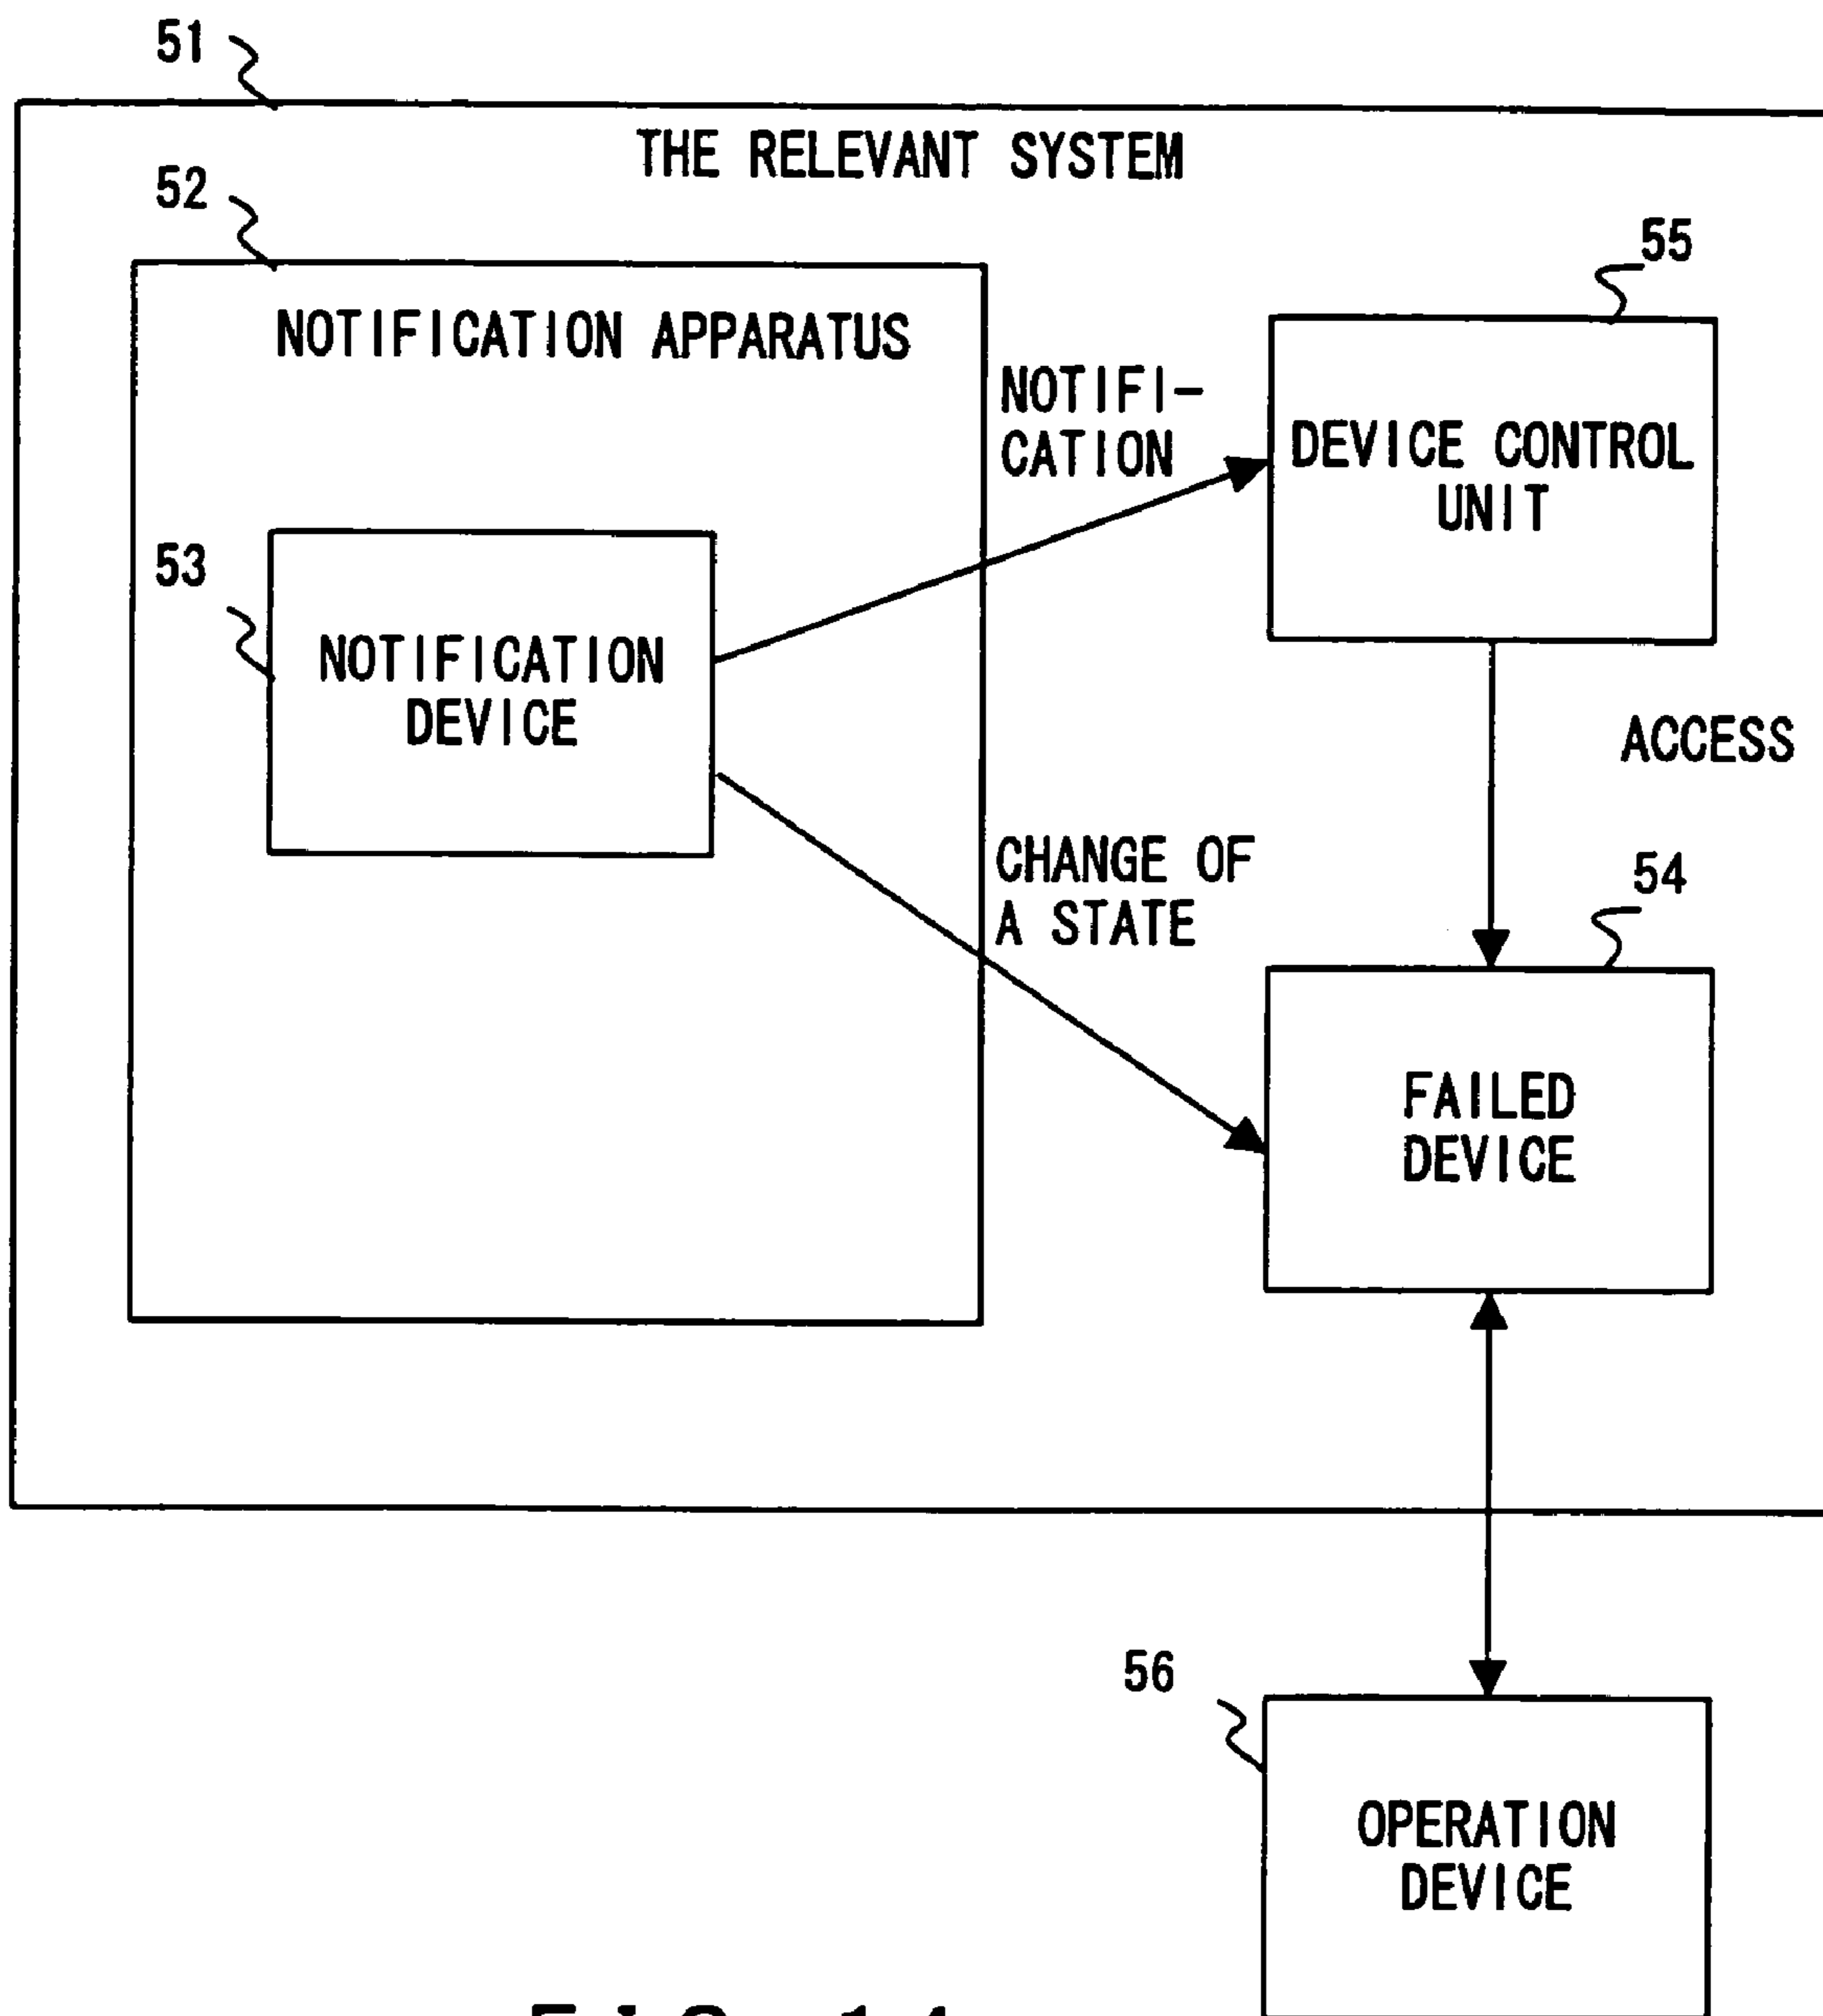 51
THE RELEVANT SYSTEM
52
55
NOTIFICATION APPARATUS
NOTIFI-
CATION
DEVICE CONTROL
UNIT
53
NOTIFICATION
DEVICE
ACCESS
CHANGE OF
A STATE
54
FAILED
DEVICE
56
OPERATION
DEVICE